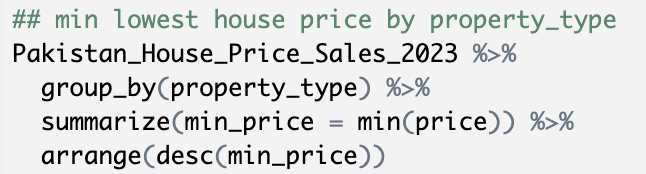 ## min lowest house price by property_type
Pakistan_House_Price_Sales_2023 %>%
  group_by(property_type) %>%
  summarize(min_price = min(price)) %>%
  arrange(desc(min_price))